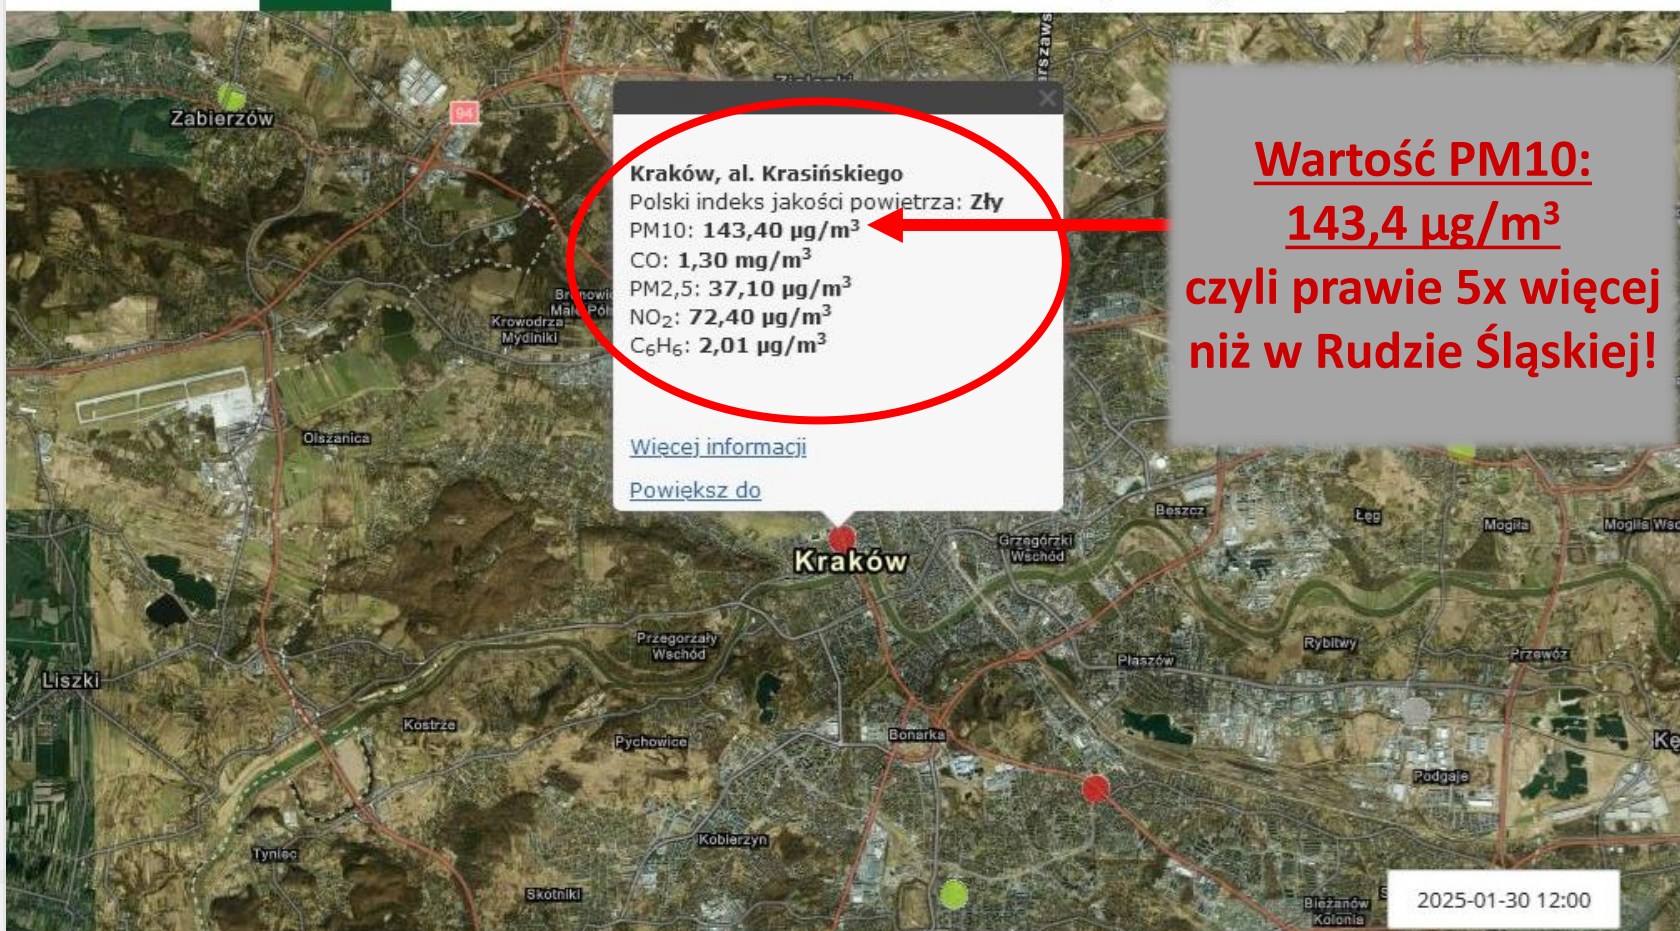 Zabierzów
94
Kraków, al. Krasińskiego
Polski indeks jakości powietrza: Zły
PM10: 143,40 µg/m³
CO: 1,30 mg/m³
PM2,5: 37,10 µg/m³
NO₂: 72,40 µg/m³
C₆H₆: 2,01 µg/m³
Więcej informacji
Powiększ do
Wartość PM10:
143,4 µg/m³
czyli prawie 5x więcej
niż w Rudzie Śląskiej!
Krowodrza
Mydlniki
Olszanica
Kraków
Grzegórzki
Wschód
Beszcz
Łęg
Mogiła
Przegorzały
Wschód
Płaszów
Rybitwy
Przewóz
Liszki
Kostrze
Pychowice
Bonarka
Podgaje
Kobierzyn
Tyniec
Skotniki
Bieżanów
Kolonia
2025-01-30 12:00